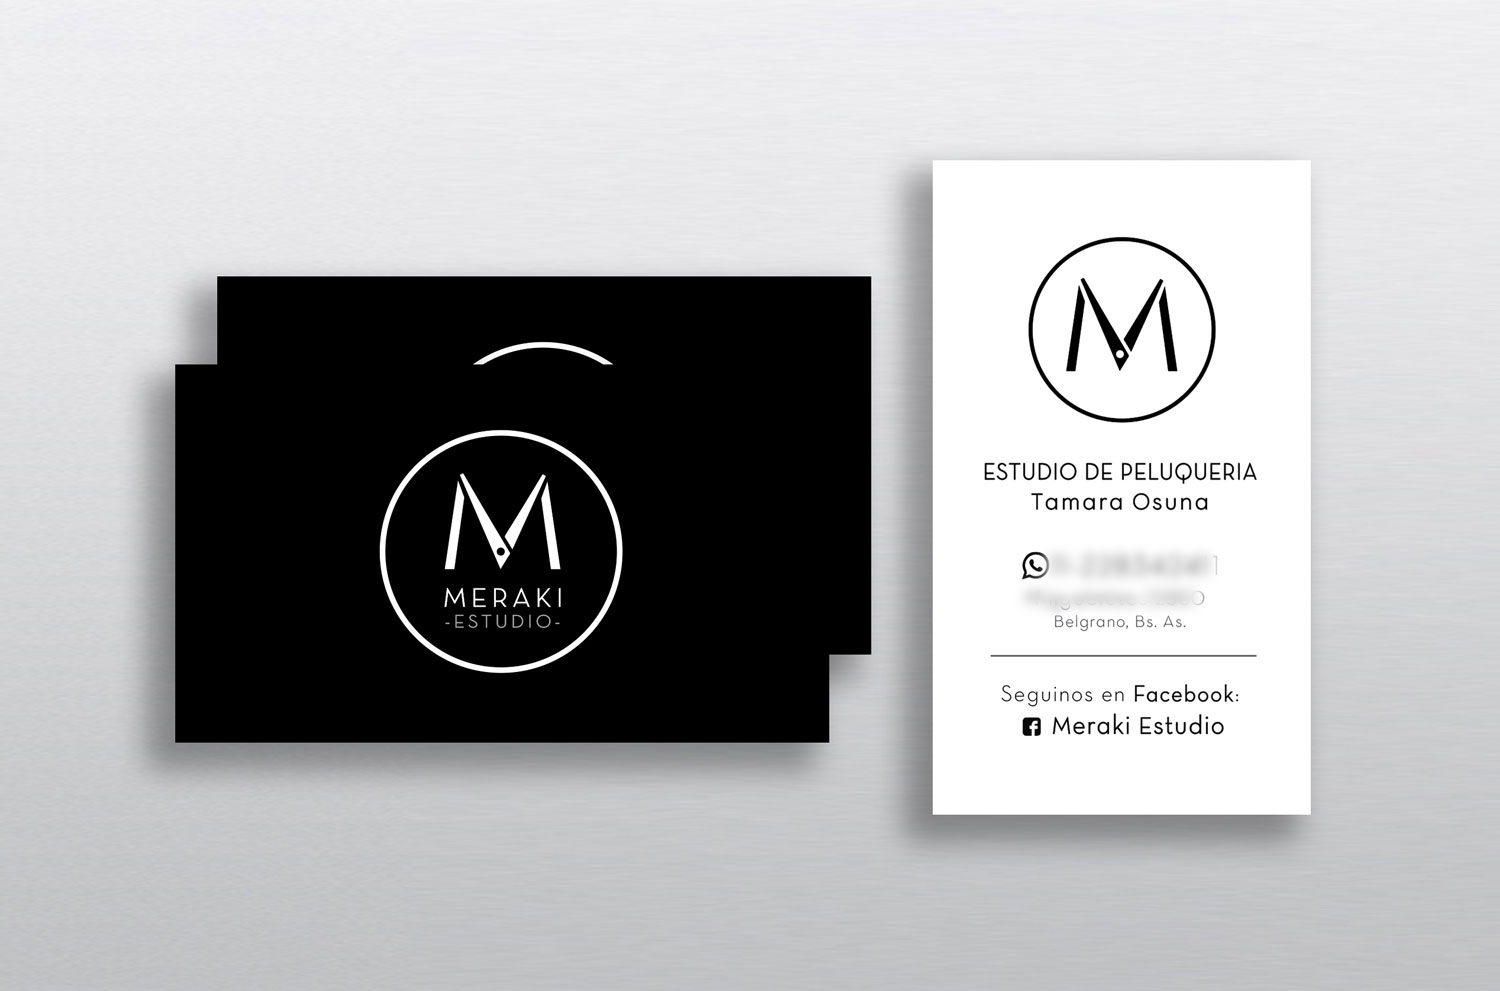 M
MERAKI
-ESTUDIO-
M
ESTUDIO DE PELUQUERIA
Tamara Osuna
Belgrano, Bs. As.
Seguinos en Facebook:
Meraki Estudio